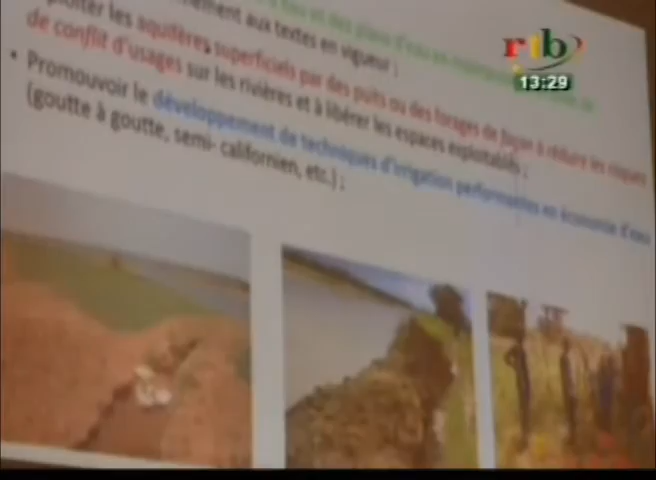 rtb
13:29
nement aux textes en vigueur ;
ploiter les aquifères superficiels par des puits ou des forages de façon à réduire les risques
de conflit d'usages sur les rivières et à libérer les espaces exploitables ;
• Promouvoir le développement de techniques d'irrigation performantes en économie d'eau
(goutte à goutte, semi- californien, etc.) ;